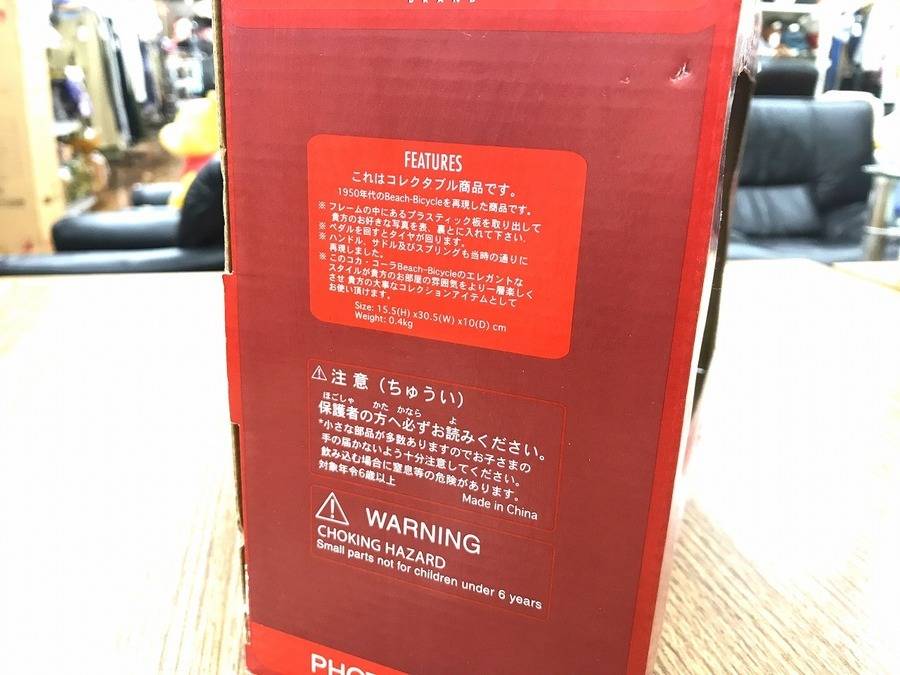 BRAND
FEATURES
これはコレクタブル商品です。
1950年代のBeach-Bicycleを再現した商品です。
※ フレームの中にあるプラスティック板を取り出して
貴方のお好きな写真を表、裏とに入れて下さい。
※ ペダルを回すとタイヤが回ります。
※ ハンドル、サドル及びスプリングも当時の通りに
再現しました。
※ このコカ・コーラBeach-Bicycleのエレガントな
スタイルが貴方のお部屋の雰囲気をより一層楽しく
させ 貴方の大事なコレクションアイテムとして
お使い頂けます。
Size: 15.5(H) x30.5(W) x10(D) cm
Weight: 0.4kg
⚠注意（ちゅうい）
ほごしゃ かた かなら よ
保護者の方へ必ずお読みください。
*小さな部品が多数ありますのでお子さまの
手の届かないよう十分注意してください。
飲み込む場合に窒息等の危険があります。
対象年令6歳以上
Made in China
⚠ WARNING
CHOKING HAZARD
Small parts not for children under 6 years